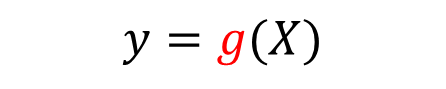 y = g(X)